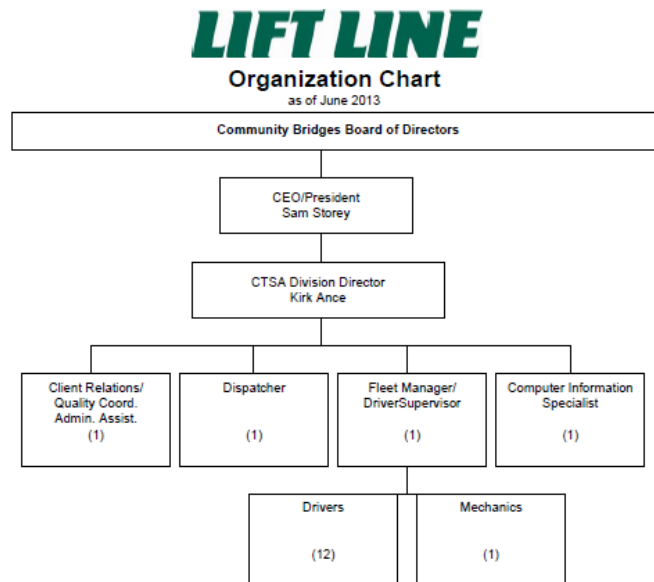 LIFT LINE
Organization Chart
as of June 2013
Community Bridges Board of Directors
CEO/President
Sam Storey
CTSA Division Director
Kirk Ance
Client Relations/
Quality Coord.
Admin. Assist.
(1)
Dispatcher
(1)
Fleet Manager/
DriverSupervisor
(1)
Computer Information
Specialist
(1)
Drivers
(12)
Mechanics
(1)